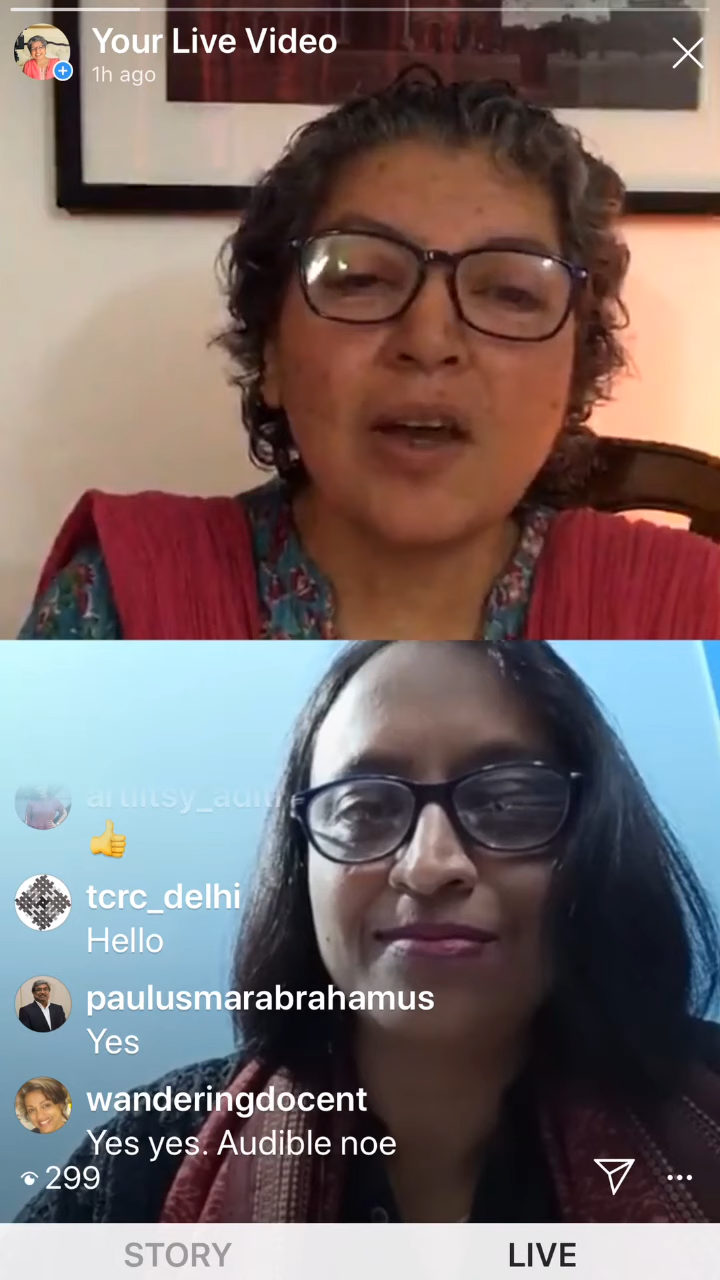 Your Live Video
1h ago
👍
tcrc_delhi
Hello
paulusmarabrahamus
Yes
wanderingdocent
Yes yes. Audible noe
299
STORY
LIVE